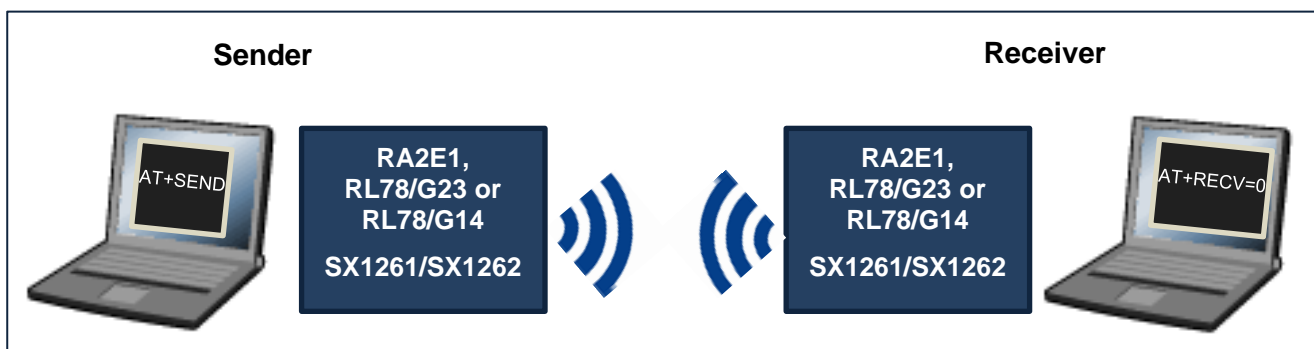 Sender
Receiver
AT+SEND
RA2E1,
RL78/G23 or
RL78/G14
SX1261/SX1262
RA2E1,
RL78/G23 or
RL78/G14
SX1261/SX1262
AT+RECV=0